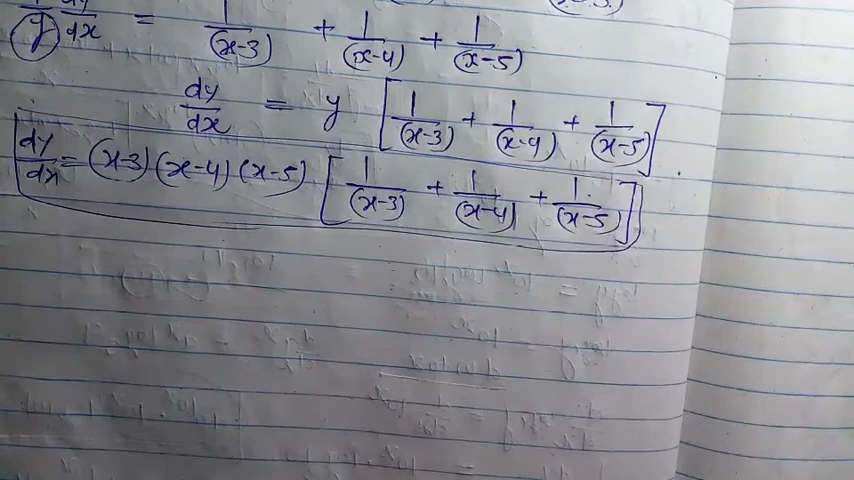 1/y dy/dx = 1/(x-3) + 1/(x-4) + 1/(x-5)
dy/dx = y [1/(x-3) + 1/(x-4) + 1/(x-5)]
dy/dx = (x-3) (x-4) (x-5) [1/(x-3) + 1/(x-4) + 1/(x-5)]